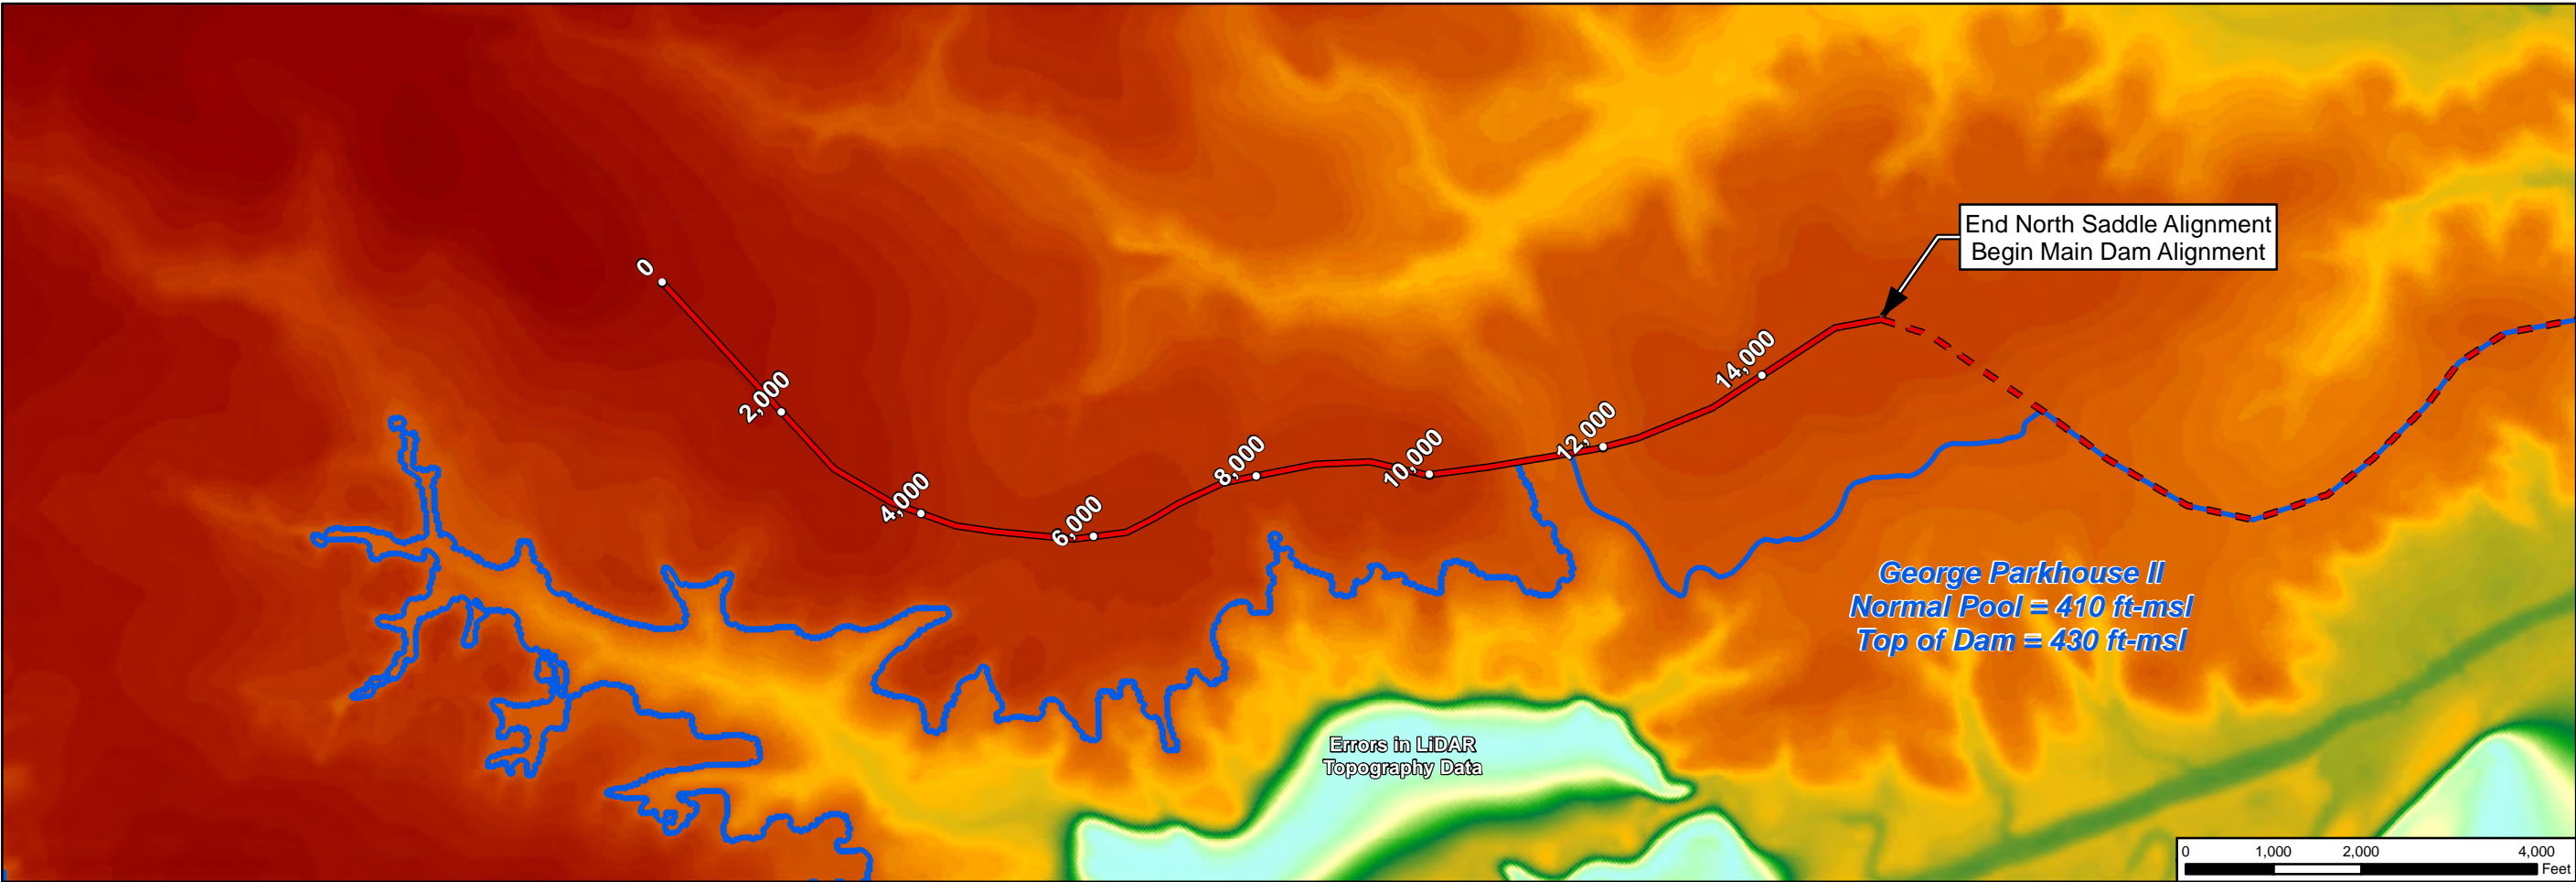 End North Saddle Alignment
Begin Main Dam Alignment
0
2,000
4,000
6,000
8,000
10,000
12,000
14,000
George Parkhouse II
Normal Pool = 410 ft-msl
Top of Dam = 430 ft-msl
Errors in LiDAR
Topography Data
0 1,000 2,000 4,000
Feet